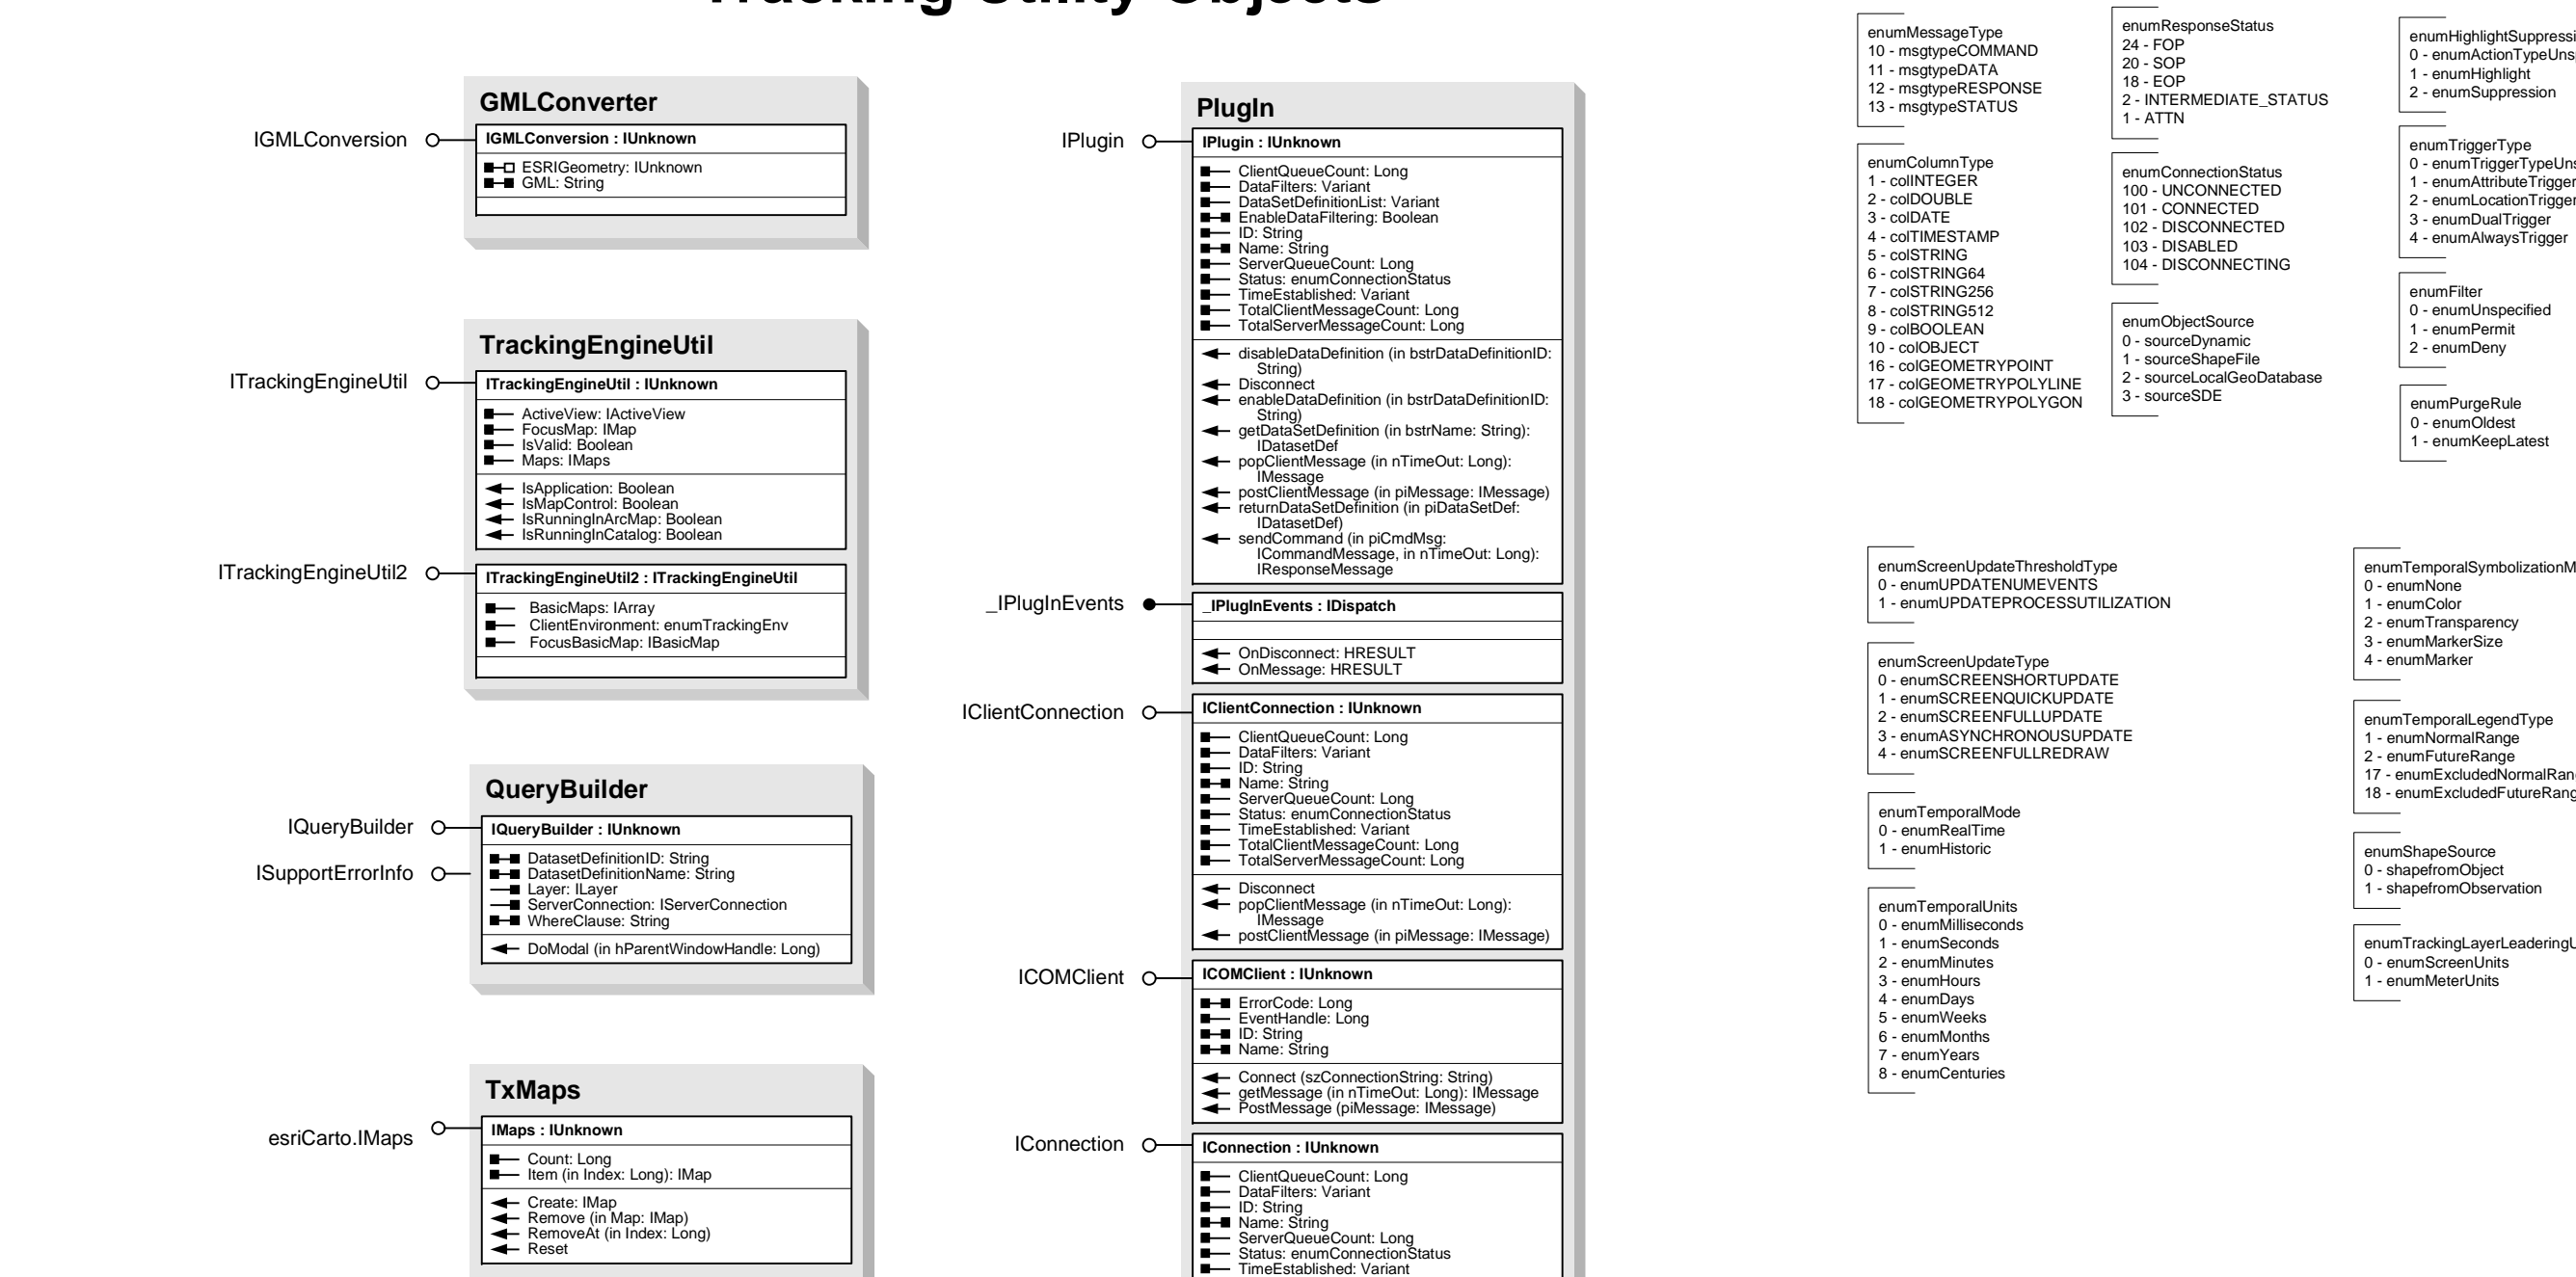 Tracking Utility Objects
GMLConverter
IGMLConversion
IGMLConversion : IUnknown
ESRIGeometry: IUnknown
GML: String
TrackingEngineUtil
ITrackingEngineUtil
ITrackingEngineUtil : IUnknown
ActiveView: IActiveView
FocusMap: IMap
IsValid: Boolean
Maps: IMaps
IsApplication: Boolean
IsMapControl: Boolean
IsRunningInArcMap: Boolean
IsRunningInCatalog: Boolean
ITrackingEngineUtil2
ITrackingEngineUtil2 : ITrackingEngineUtil
BasicMaps: IArray
ClientEnvironment: enumTrackingEnv
FocusBasicMap: IBasicMap
QueryBuilder
IQueryBuilder
ISupportErrorInfo
IQueryBuilder : IUnknown
DatasetDefinitionID: String
DatasetDefinitionName: String
Layer: ILayer
ServerConnection: IServerConnection
WhereClause: String
DoModal (in hParentWindowHandle: Long)
TxMaps
esriCarto.IMaps
IMaps : IUnknown
Count: Long
Item (in Index: Long): IMap
Create: IMap
Remove (in Map: IMap)
RemoveAt (in Index: Long)
Reset
PlugIn
IPlugin
IPlugin : IUnknown
ClientQueueCount: Long
DataFilters: Variant
DataSetDefinitionList: Variant
EnableDataFiltering: Boolean
ID: String
Name: String
ServerQueueCount: Long
Status: enumConnectionStatus
TimeEstablished: Variant
TotalClientMessageCount: Long
TotalServerMessageCount: Long
disableDataDefinition (in bstrDataDefinitionID:
String)
Disconnect
enableDataDefinition (in bstrDataDefinitionID:
String)
getDataSetDefinition (in bstrName: String):
IDatasetDef
popClientMessage (in nTimeOut: Long):
IMessage
postClientMessage (in piMessage: IMessage)
returnDataSetDefinition (in piDataSetDef:
IDatasetDef)
sendCommand (in piCmdMsg:
ICommandMessage, in nTimeOut: Long):
IResponseMessage
_IPlugInEvents
_IPlugInEvents : IDispatch
OnDisconnect: HRESULT
OnMessage: HRESULT
IClientConnection
IClientConnection : IUnknown
ClientQueueCount: Long
DataFilters: Variant
ID: String
Name: String
ServerQueueCount: Long
Status: enumConnectionStatus
TimeEstablished: Variant
TotalClientMessageCount: Long
TotalServerMessageCount: Long
Disconnect
popClientMessage (in nTimeOut: Long):
IMessage
postClientMessage (in piMessage: IMessage)
ICOMClient
ICOMClient : IUnknown
ErrorCode: Long
EventHandle: Long
ID: String
Name: String
Connect (szConnectionString: String)
getMessage (in nTimeOut: Long): IMessage
PostMessage (piMessage: IMessage)
IConnection
IConnection : IUnknown
ClientQueueCount: Long
DataFilters: Variant
ID: String
Name: String
ServerQueueCount: Long
Status: enumConnectionStatus
TimeEstablished: Variant
enumMessageType
10 - msgtypeCOMMAND
11 - msgtypeDATA
12 - msgtypeRESPONSE
13 - msgtypeSTATUS
enumColumnType
1 - colINTEGER
2 - colDOUBLE
3 - colDATE
4 - colTIMESTAMP
5 - colSTRING
6 - colSTRING64
7 - colSTRING256
8 - colSTRING512
9 - colBOOLEAN
10 - colOBJECT
16 - colGEOMETRYPOINT
17 - colGEOMETRYPOLYLINE
18 - colGEOMETRYPOLYGON
enumResponseStatus
24 - FOP
20 - SOP
18 - EOP
2 - INTERMEDIATE_STATUS
1 - ATTN
enumConnectionStatus
100 - UNCONNECTED
101 - CONNECTED
102 - DISCONNECTED
103 - DISABLED
104 - DISCONNECTING
enumObjectSource
0 - sourceDynamic
1 - sourceShapeFile
2 - sourceLocalGeoDatabase
3 - sourceSDE
enumHighlightSuppressi
0 - enumActionTypeUns
1 - enumHighlight
2 - enumSuppression
enumTriggerType
0 - enumTriggerTypeUns
1 - enumAttributeTrigger
2 - enumLocationTrigger
3 - enumDualTrigger
4 - enumAlwaysTrigger
enumFilter
0 - enumUnspecified
1 - enumPermit
2 - enumDeny
enumPurgeRule
0 - enumOldest
1 - enumKeepLatest
enumScreenUpdateThresholdType
0 - enumUPDATENUMEVENTS
1 - enumUPDATEPROCESSUTILIZATION
enumScreenUpdateType
0 - enumSCREENSHORTUPDATE
1 - enumSCREENQUICKUPDATE
2 - enumSCREENFULLUPDATE
3 - enumASYNCHRONOUSUPDATE
4 - enumSCREENFULLREDRAW
enumTemporalMode
0 - enumRealTime
1 - enumHistoric
enumTemporalUnits
0 - enumMilliseconds
1 - enumSeconds
2 - enumMinutes
3 - enumHours
4 - enumDays
5 - enumWeeks
6 - enumMonths
7 - enumYears
8 - enumCenturies
enumTemporalSymbolizationM
0 - enumNone
1 - enumColor
2 - enumTransparency
3 - enumMarkerSize
4 - enumMarker
enumTemporalLegendType
1 - enumNormalRange
2 - enumFutureRange
17 - enumExcludedNormalRan
18 - enumExcludedFutureRang
enumShapeSource
0 - shapefromObject
1 - shapefromObservation
enumTrackingLayerLeaderingU
0 - enumScreenUnits
1 - enumMeterUnits